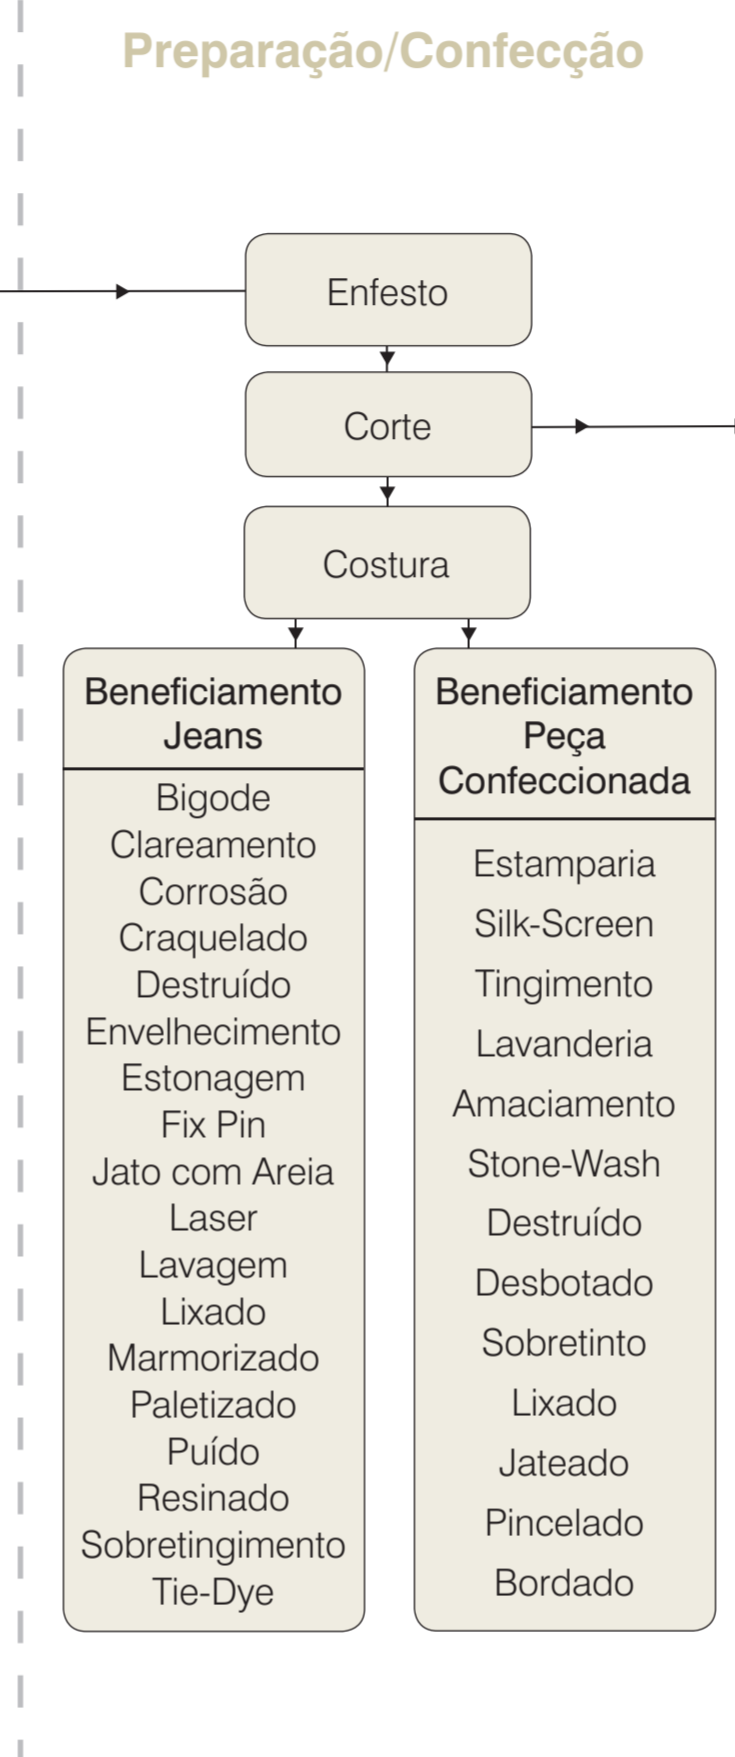 Preparação/Confecção
Enfesto
Corte
Costura
Beneficiamento
Jeans
Bigode
Clareamento
Corrosão
Craquelado
Destruído
Envelhecimento
Estonagem
Fix Pin
Jato com Areia
Laser
Lavagem
Lixado
Marmorizado
Paletizado
Puído
Resinado
Sobretingimento
Tie-Dye
Beneficiamento
Peça
Confeccionada
Estamparia
Silk-Screen
Tingimento
Lavanderia
Amaciamento
Stone-Wash
Destruído
Desbotado
Sobretinto
Lixado
Jateado
Pincelado
Bordado